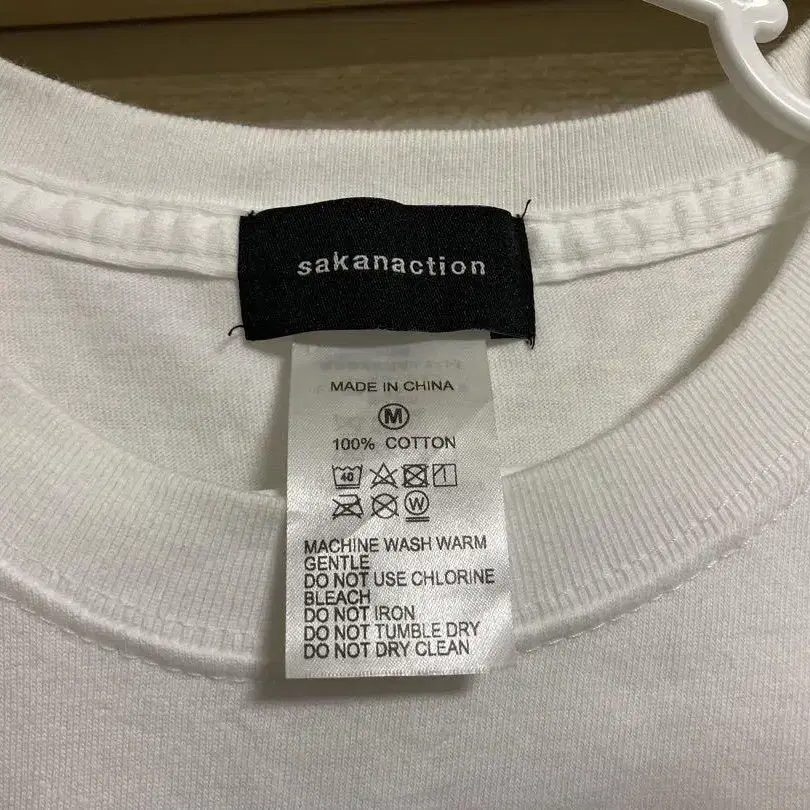 sakanaction
MADE IN CHINA
M
100% COTTON
40
W
MACHINE WASH WARM
GENTLE
DO NOT USE CHLORINE
BLEACH
DO NOT IRON
DO NOT TUMBLE DRY
DO NOT DRY CLEAN